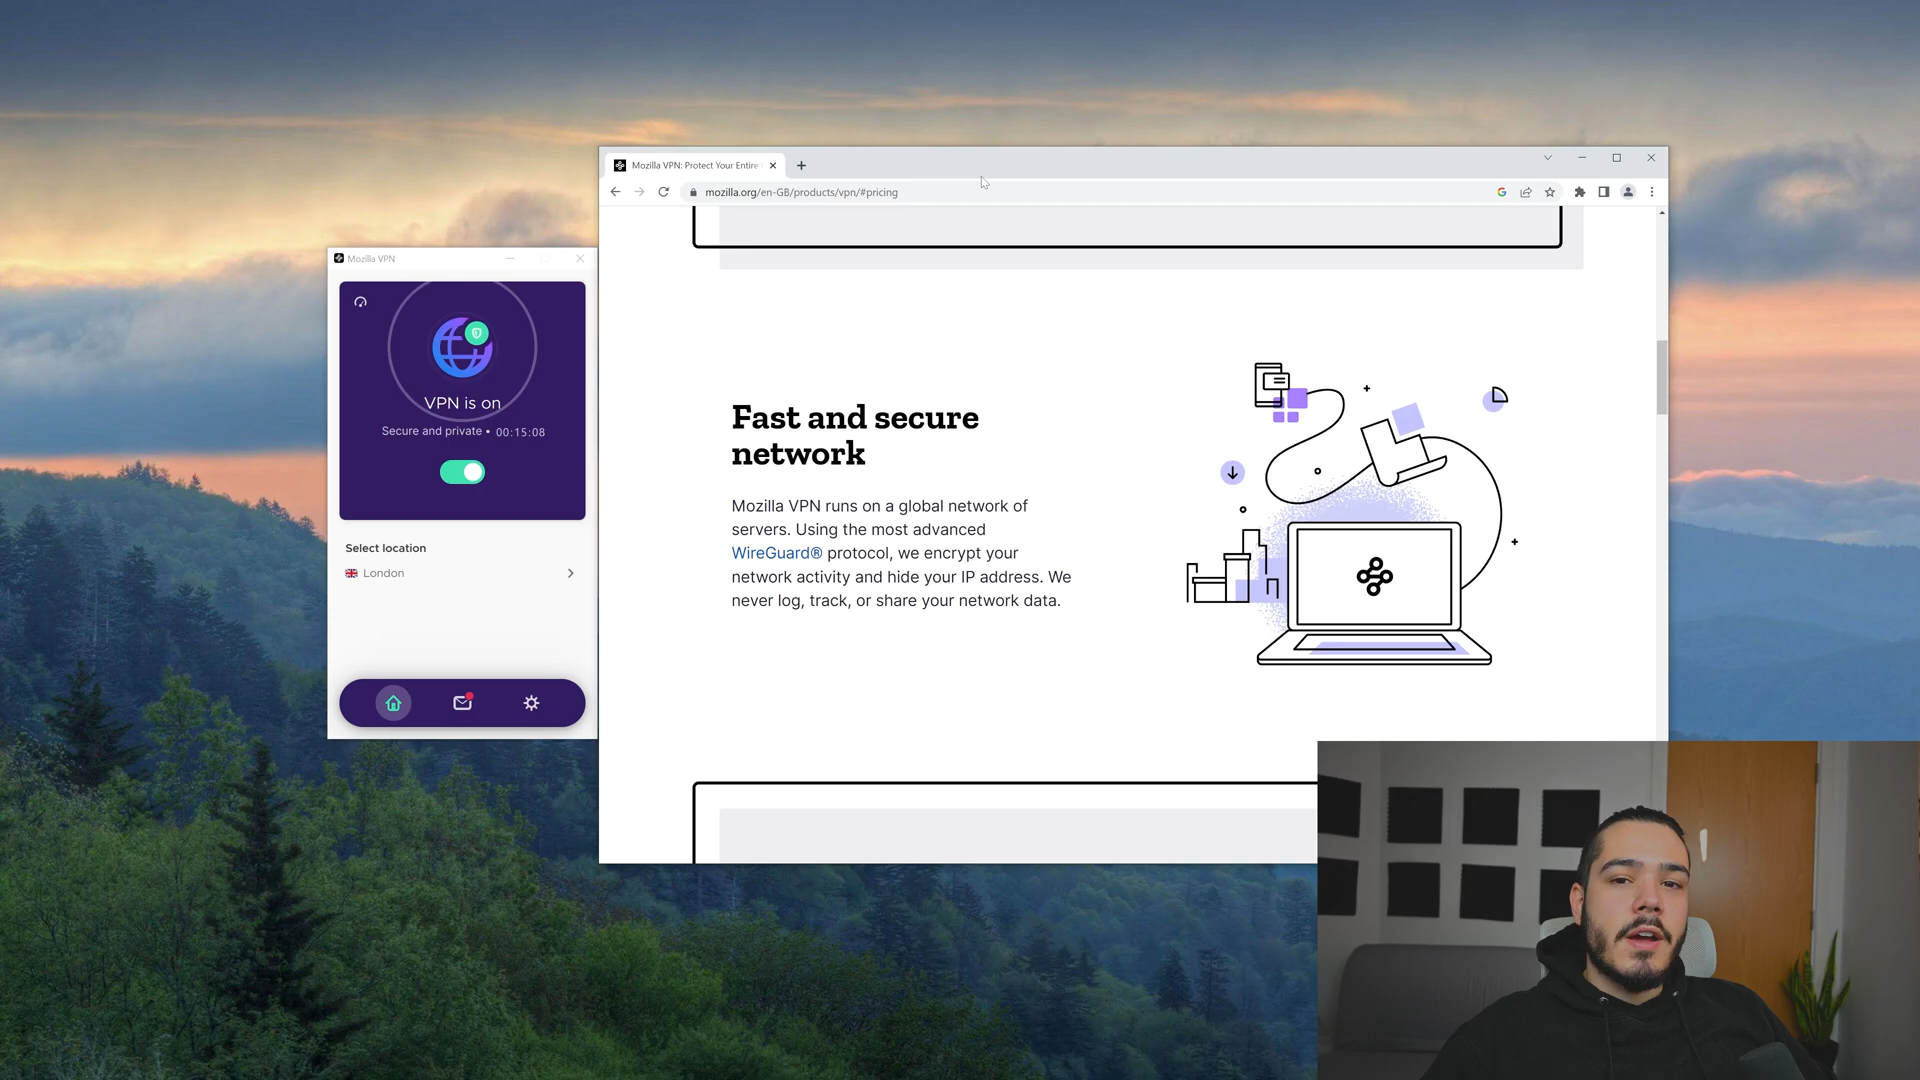 Mozilla VPN: Protect Your Entire
mozilla.org/en-GB/products/vpn/#pricing
Mozilla VPN
VPN is on
Secure and private • 00:15:08
Select location
London
Fast and secure
network
Mozilla VPN runs on a global network of
servers. Using the most advanced
WireGuard® protocol, we encrypt your
network activity and hide your IP address. We
never log, track, or share your network data.